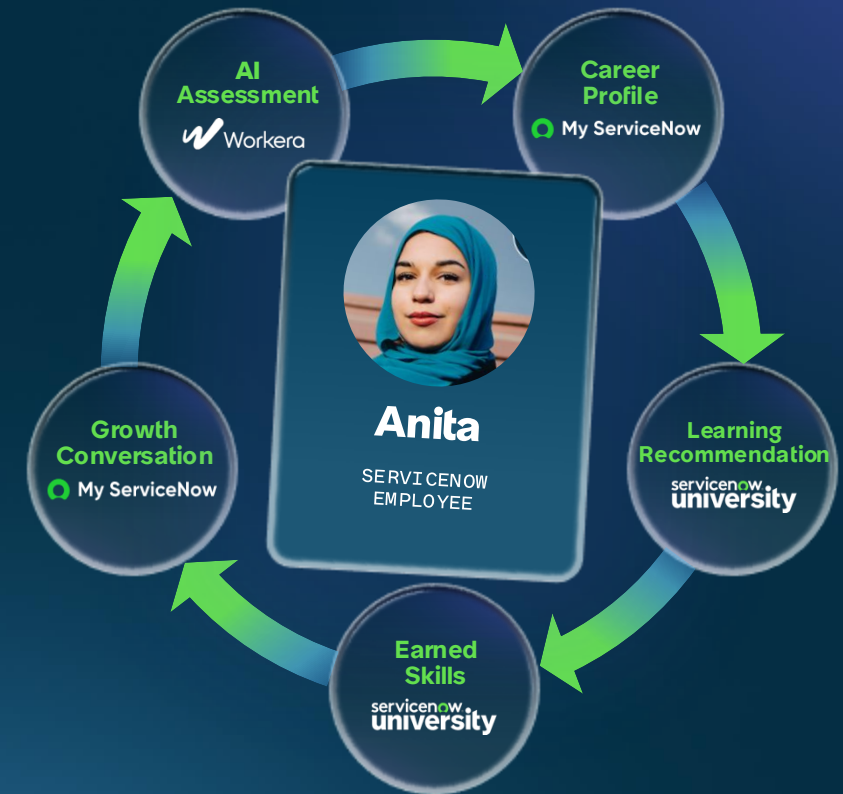 AI
Assessment
Workera
Career
Profile
My ServiceNow
Learning
Recommendation
servicenow
university
Earned
Skills
servicenow
university
Growth
Conversation
My ServiceNow
Anita
SERVICENOW
EMPLOYEE